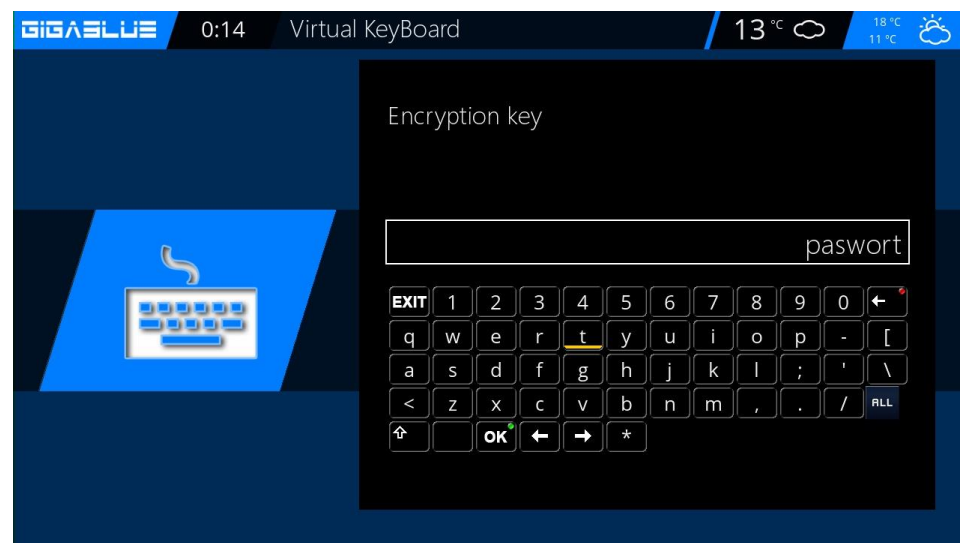 GIGABLUE 0:14 Virtual KeyBoard 13 °C 18 °C
11 °C
Encryption key
paswort
EXIT 1 2 3 4 5 6 7 8 9 0 ←
q w e r t y u i o p - [
a s d f g h j k l ; ' \
< z x c v b n m , . / ALL
OK ← → *